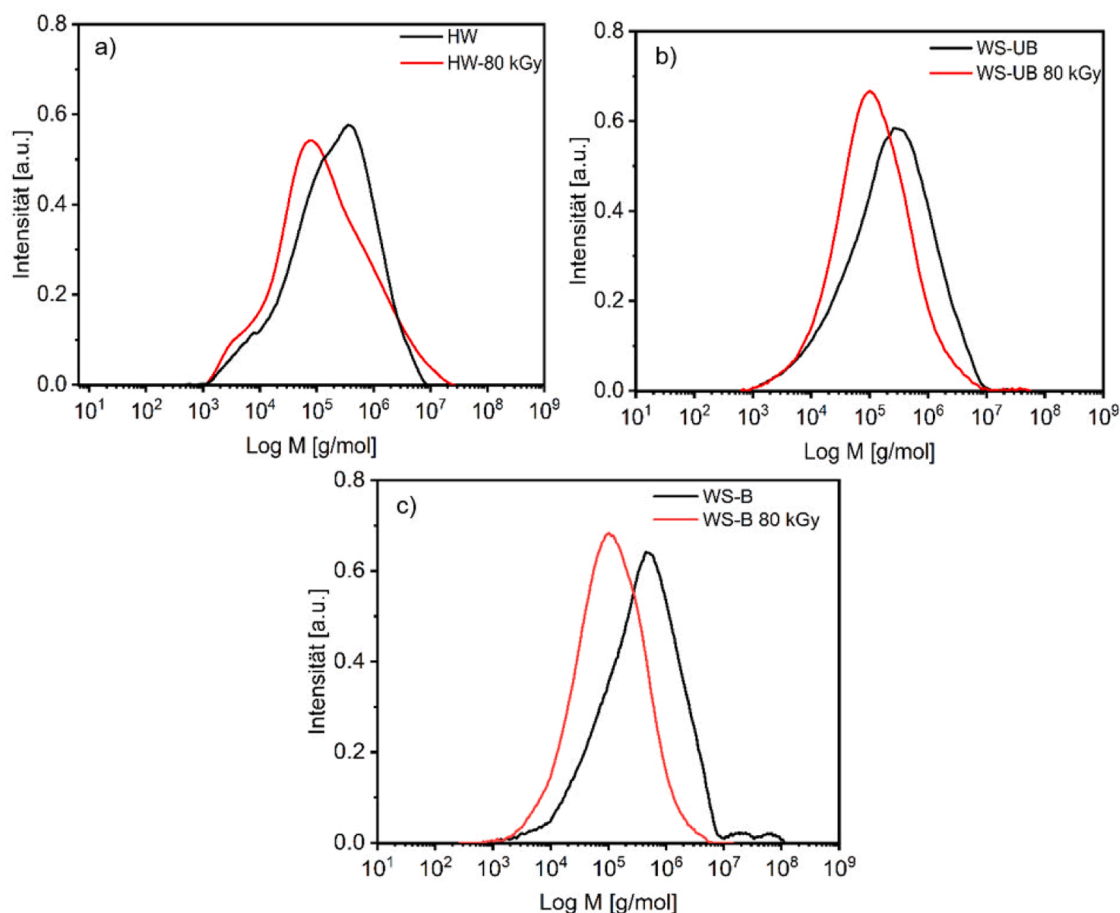 a)
HW
HW-80 kGy
Intensität [a.u.]
0.8
0.6
0.4
0.2
0.0
10¹ 10² 10³ 10⁴ 10⁵ 10⁶ 10⁷ 10⁸ 10⁹
Log M [g/mol]
b)
WS-UB
WS-UB 80 kGy
Intensität [a.u.]
0.8
0.6
0.4
0.2
0.0
10¹ 10² 10³ 10⁴ 10⁵ 10⁶ 10⁷ 10⁸ 10⁹
Log M [g/mol]
c)
WS-B
WS-B 80 kGy
Intensität [a.u.]
0.8
0.6
0.4
0.2
0.0
10¹ 10² 10³ 10⁴ 10⁵ 10⁶ 10⁷ 10⁸ 10⁹
Log M [g/mol]